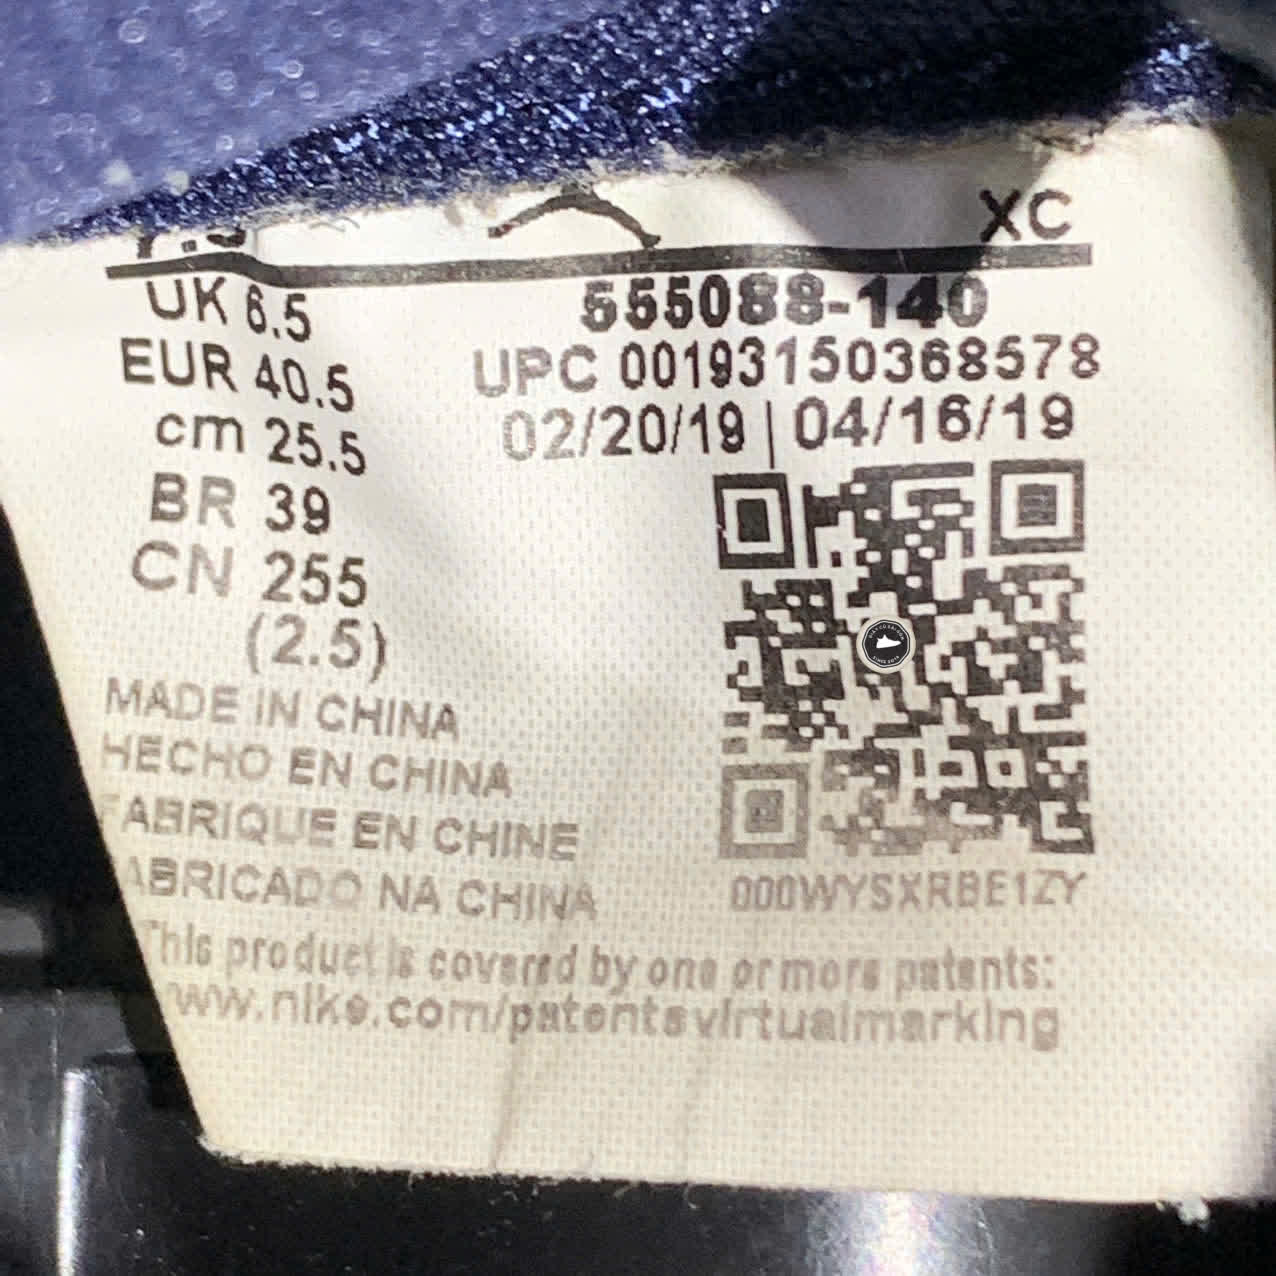 XC
UK 6.5
555088-140
EUR 40.5
UPC 00193150368578
cm 25.5
02/20/19 | 04/16/19
BR 39
CN 255
(2.5)
MADE IN CHINA
HECHO EN CHINA
FABRIQUE EN CHINE
FABRICADO NA CHINA
000WYSXRBE1ZY
This product is covered by one or more patents:
www.nike.com/patentsvirtualmarking